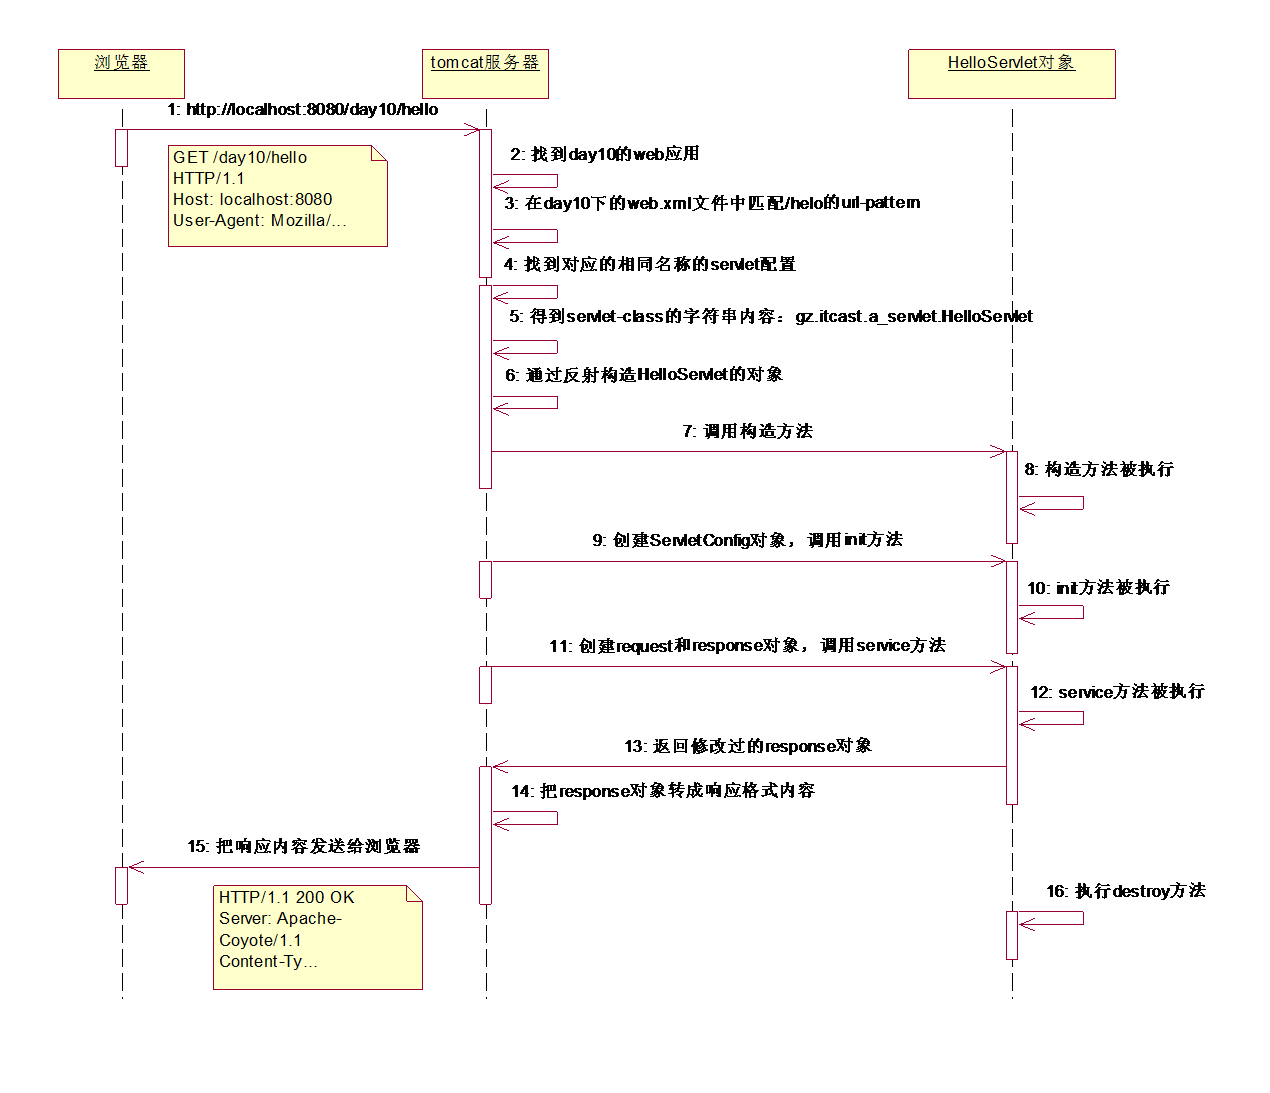 浏览器
tomcat服务器
HelloServlet对象
1: http://localhost:8080/day10/hello
GET /day10/hello
HTTP/1.1
Host: localhost:8080
User-Agent: Mozilla/...
2: 找到day10的web应用
3: 在day10下的web.xml文件中匹配/helo的url-pattern
4: 找到对应的相同名称的servlet配置
5: 得到servlet-class的字符串内容：gz.itcast.a_servlet.HelloServlet
6: 通过反射构造HelloServlet的对象
7: 调用构造方法
8: 构造方法被执行
9: 创建ServletConfig对象，调用init方法
10: init方法被执行
11: 创建request和response对象，调用service方法
12: service方法被执行
13: 返回修改过的response对象
14: 把response对象转成响应格式内容
15: 把响应内容发送给浏览器
HTTP/1.1 200 OK
Server: Apache-
Coyote/1.1
Content-Ty...
16: 执行destroy方法